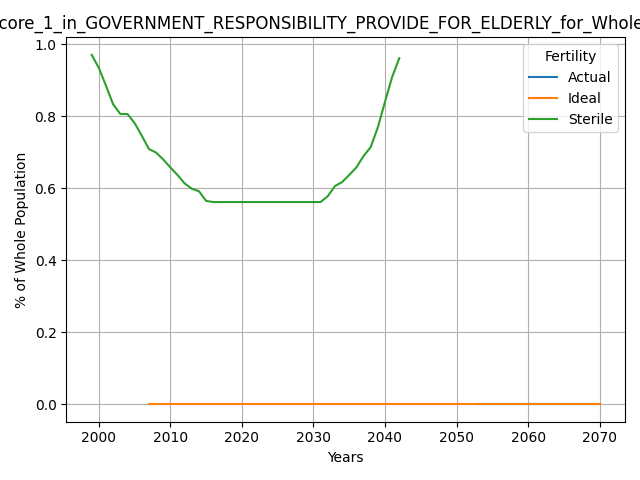 core_1_in_GOVERNMENT_RESPONSIBILITY_PROVIDE_FOR_ELDERLY_for_Whole
Fertility
Actual
Ideal
Sterile
% of Whole Population
1.0
0.8
0.6
0.4
0.2
0.0
2000 2010 2020 2030 2040 2050 2060 2070
Years